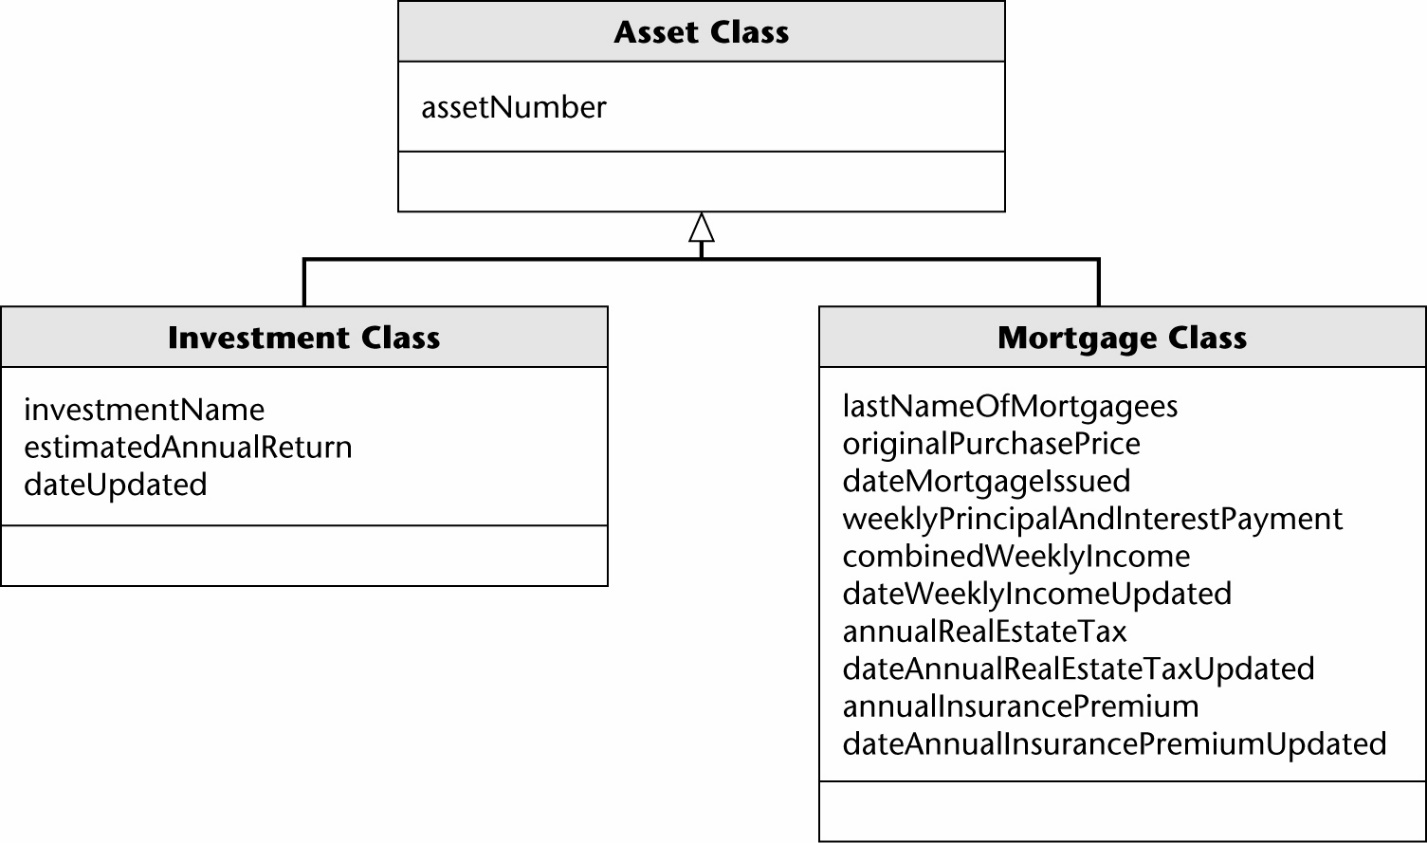 Asset Class
assetNumber
Investment Class
investmentName
estimatedAnnualReturn
dateUpdated
Mortgage Class
lastNameOfMortgagees
originalPurchasePrice
dateMortgageIssued
weeklyPrincipalAndInterestPayment
combinedWeeklyIncome
dateWeeklyIncomeUpdated
annualRealEstateTax
dateAnnualRealEstateTaxUpdated
annualInsurancePremium
dateAnnualInsurancePremiumUpdated